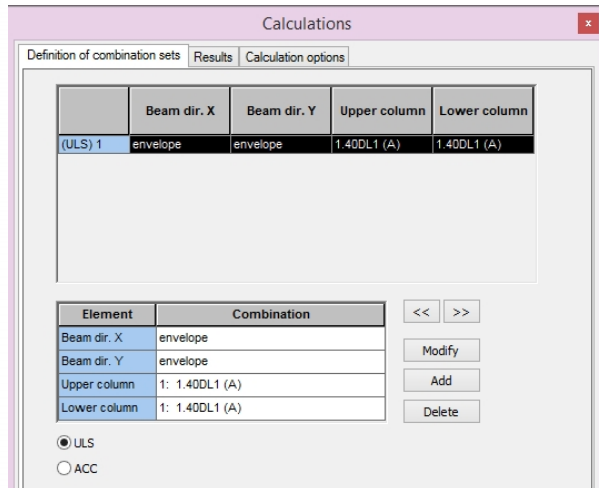 Calculations
x
Definition of combination sets Results Calculation options
Beam dir. X Beam dir. Y Upper column Lower column
(ULS) 1 envelope envelope 1.40DL1 (A) 1.40DL1 (A)
Element Combination << >>
Beam dir. X envelope
Modify
Beam dir. Y envelope
Upper column 1: 1.40DL1 (A) Add
Lower column 1: 1.40DL1 (A) Delete
ULS
ACC